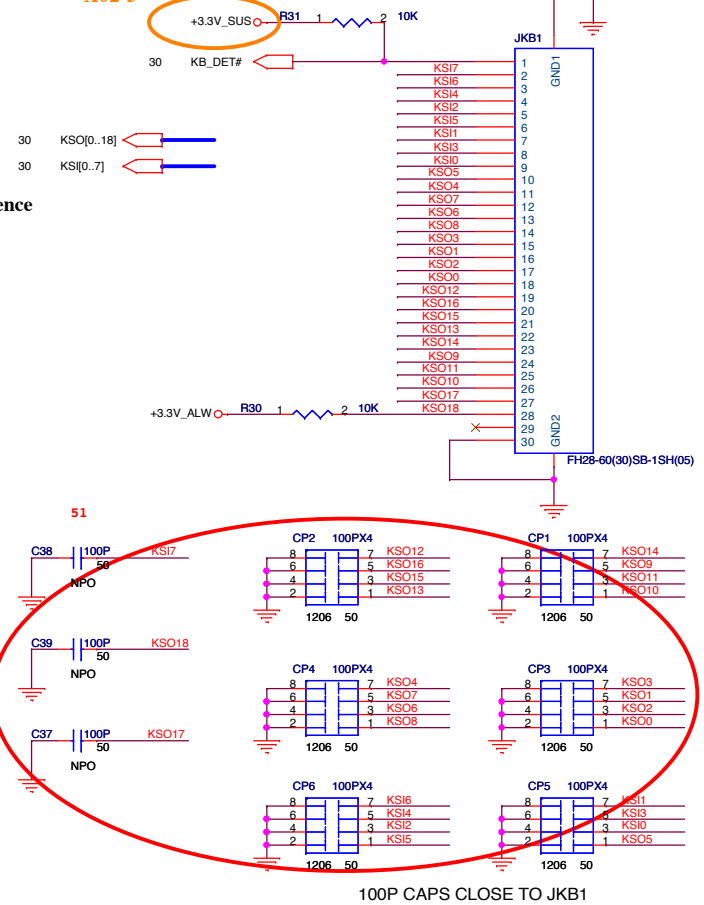 +3.3V_SUS R31 1 2 10K
JKB1
30 KB_DET#
1 GND1
KSI7 2
KSI6 3
KSI4 4
KSI2 5
KSI5 6
KSI1 7
KSI3 8
KSI0 9
KSO5 10
KSO4 11
KSO7 12
KSO6 13
KSO8 14
KSO3 15
KSO1 16
KSO2 17
KSO0 18
KSO12 19
KSO16 20
KSO15 21
KSO13 22
KSO14 23
KSO9 24
KSO11 25
KSO10 26
KSO17 27
KSO18 28
29
30 GND2
30 KSO[0..18]
30 KSI[0..7]
ence
+3.3V_ALW R30 1 2 10K
FH28-60(30)SB-1SH(05)
51
C38 100P KSI7
50
NPO
CP2 100PX4
8 7 KSO12
6 5 KSO16
4 3 KSO15
2 1 KSO13
1206 50
CP1 100PX4
8 7 KSO14
6 5 KSO9
4 3 KSO11
2 1 KSO10
1206 50
C39 100P KSO18
50
NPO
CP4 100PX4
8 7 KSO4
6 5 KSO7
4 3 KSO6
2 1 KSO8
1206 50
CP3 100PX4
8 7 KSO3
6 5 KSO1
4 3 KSO2
2 1 KSO0
1206 50
C37 100P KSO17
50
NPO
CP6 100PX4
8 7 KSI6
6 5 KSI4
4 3 KSI2
2 1 KSI5
1206 50
CP5 100PX4
8 7 KSI1
6 5 KSI3
4 3 KSI0
2 1 KSO5
1206 50
100P CAPS CLOSE TO JKB1